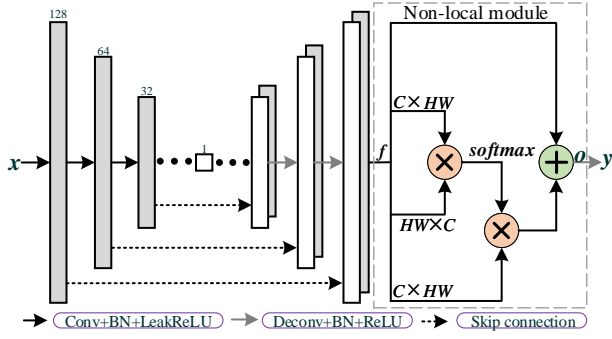 Non-local module
128
64
32
1
x
f
C×HW
softmax
o
y
HW×C
C×HW
Conv+BN+LeakReLU
Deconv+BN+ReLU
Skip connection